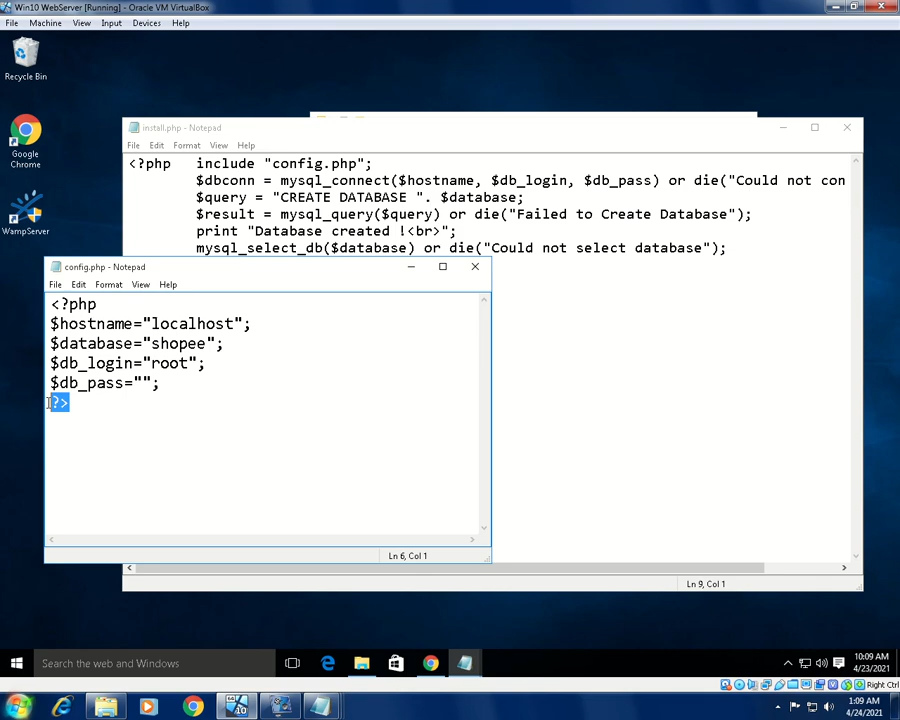 Win10 WebServer [Running] - Oracle VM VirtualBox
File Machine View Input Devices Help
Recycle Bin
Google Chrome
WampServer
install.php - Notepad
File Edit Format View Help
<?php include "config.php";
$dbconn = mysql_connect($hostname, $db_login, $db_pass) or die("Could not con
$query = "CREATE DATABASE ". $database;
$result = mysql_query($query) or die("Failed to Create Database");
print "Database created !<br>";
mysql_select_db($database) or die("Could not select database");
Ln 9, Col 1
config.php - Notepad
File Edit Format View Help
<?php
$hostname="localhost";
$database="shopee";
$db_login="root";
$db_pass="";
?>
Ln 6, Col 1
Search the web and Windows
10:09 AM
4/23/2021
Right Ctrl
1:09 AM
4/24/2021